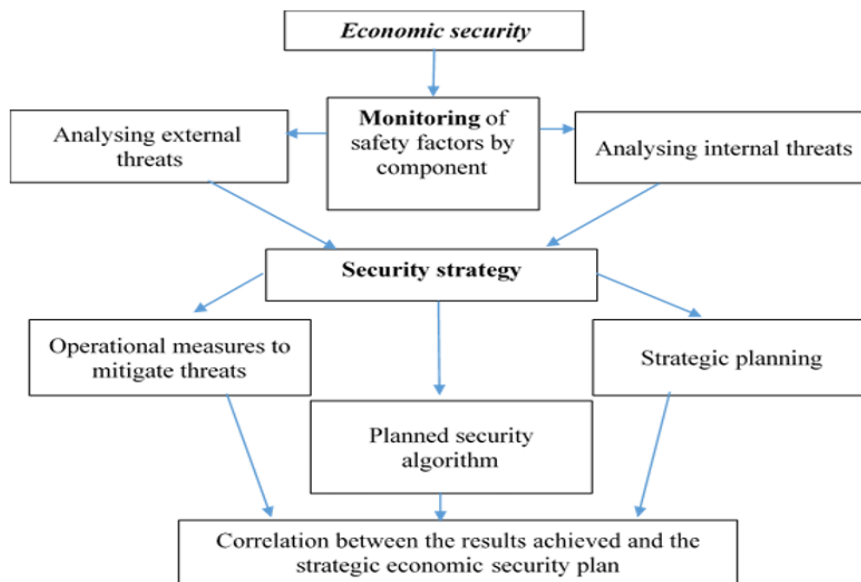 Economic security
Monitoring of
safety factors by
component
Analysing external
threats
Analysing internal threats
Security strategy
Operational measures to
mitigate threats
Strategic planning
Planned security
algorithm
Correlation between the results achieved and the
strategic economic security plan